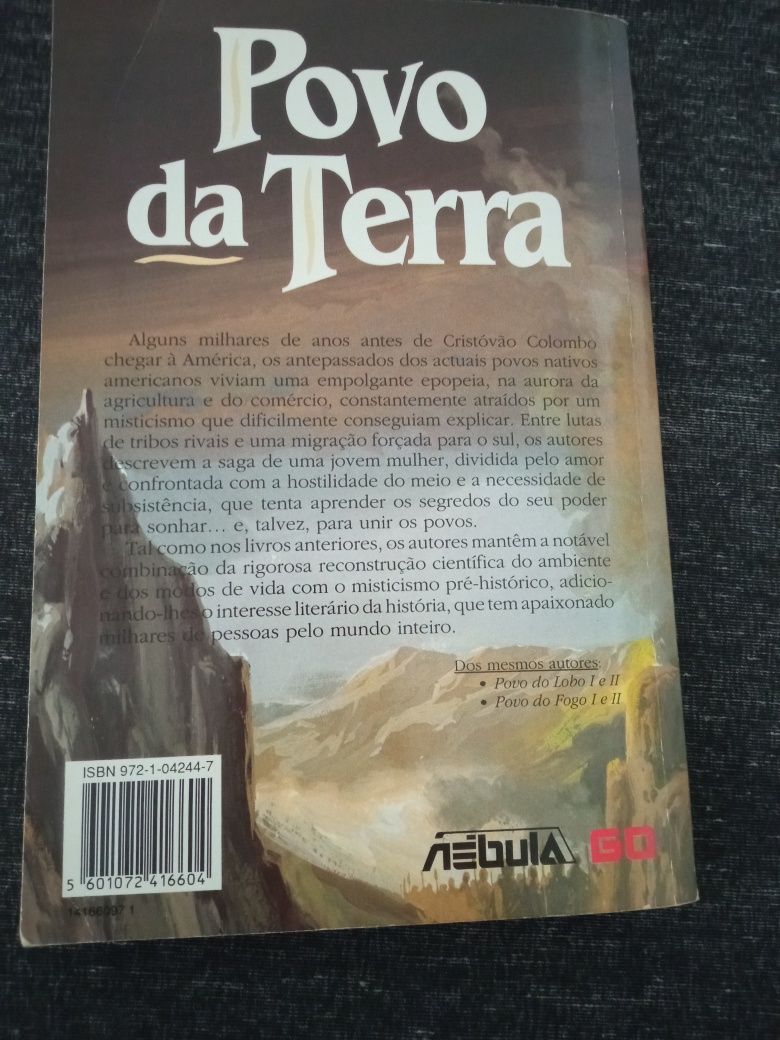 Povo
da Terra
Alguns milhares de anos antes de Cristóvão Colombo
chegar à América, os antepassados dos actuais povos nativos
americanos viviam uma empolgante epopeia, na aurora da
agricultura e do comércio, constantemente atraídos por um
misticismo que dificilmente conseguiam explicar. Entre lutas
de tribos rivais e uma migração forçada para o sul, os autores
descrevem a saga de uma jovem mulher, dividida pelo amor
e confrontada com a hostilidade do meio e a necessidade de
subsistência, que tenta aprender os segredos do seu poder
para sonhar... e, talvez, para unir os povos.
Tal como nos livros anteriores, os autores mantêm a notável
combinação da rigorosa reconstrução científica do ambiente
e dos modos de vida com o misticismo pré-histórico, adicio-
nando-lhes o interesse literário da história, que tem apaixonado
milhares de pessoas pelo mundo inteiro.
Dos mesmos autores:
• Povo do Lobo I e II
• Povo do Fogo I e II
ISBN 972-1-04244-7
5 601072 416604
14166097 1
nébula GO